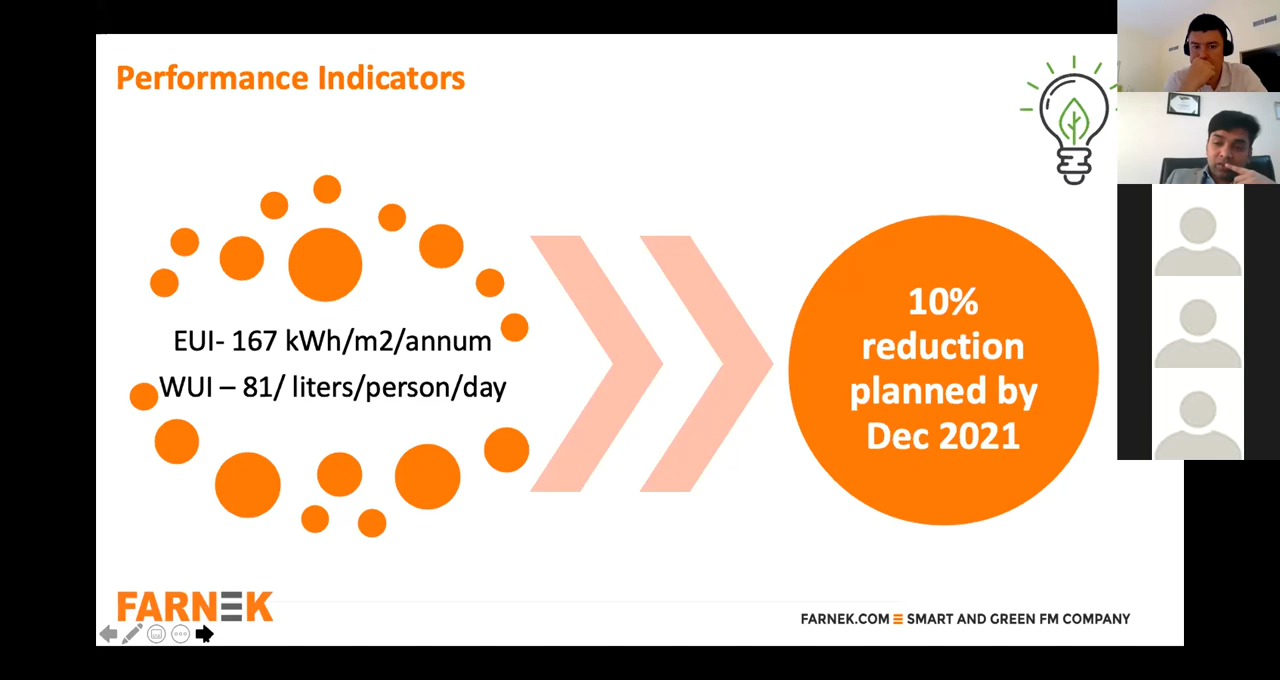 Performance Indicators
EUI- 167 kWh/m2/annum
WUI – 81/ liters/person/day
10%
reduction
planned by
Dec 2021
FARNEK
FARNEK.COM SMART AND GREEN FM COMPANY